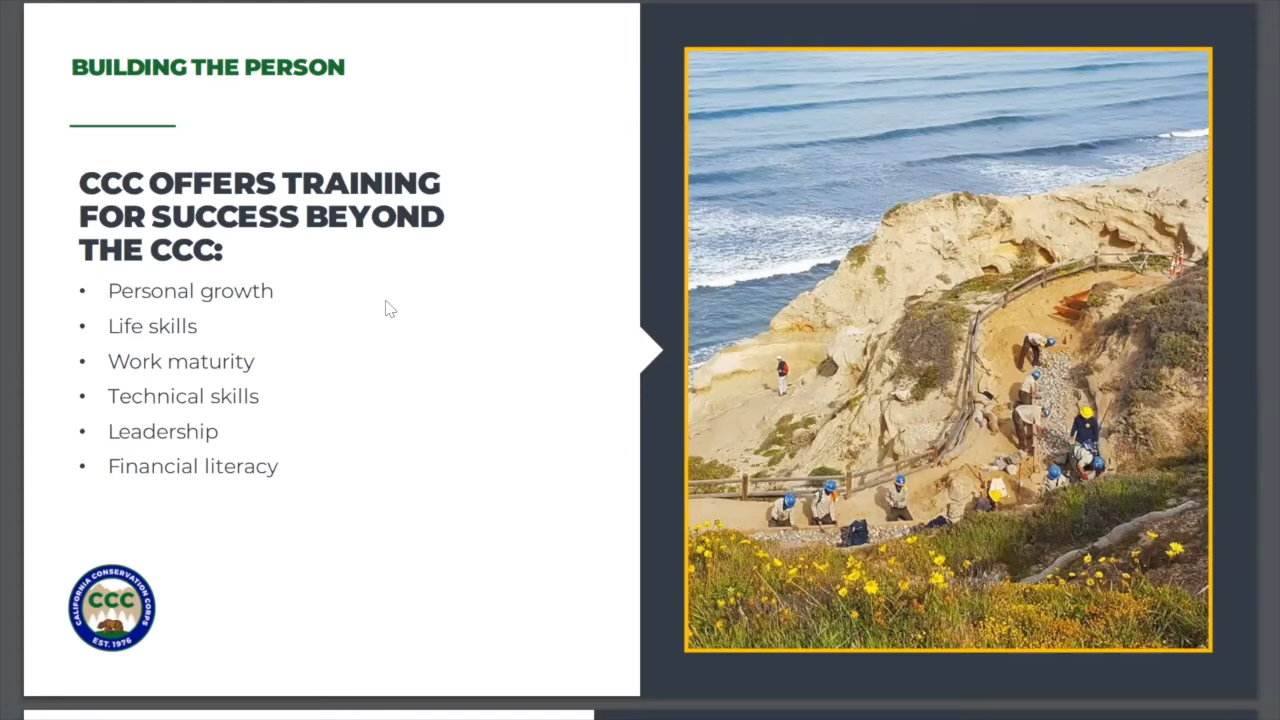 BUILDING THE PERSON
CCC OFFERS TRAINING
FOR SUCCESS BEYOND
THE CCC:
• Personal growth
• Life skills
• Work maturity
• Technical skills
• Leadership
• Financial literacy
CALIFORNIA CONSERVATION CORPS
CCC
EST. 1976